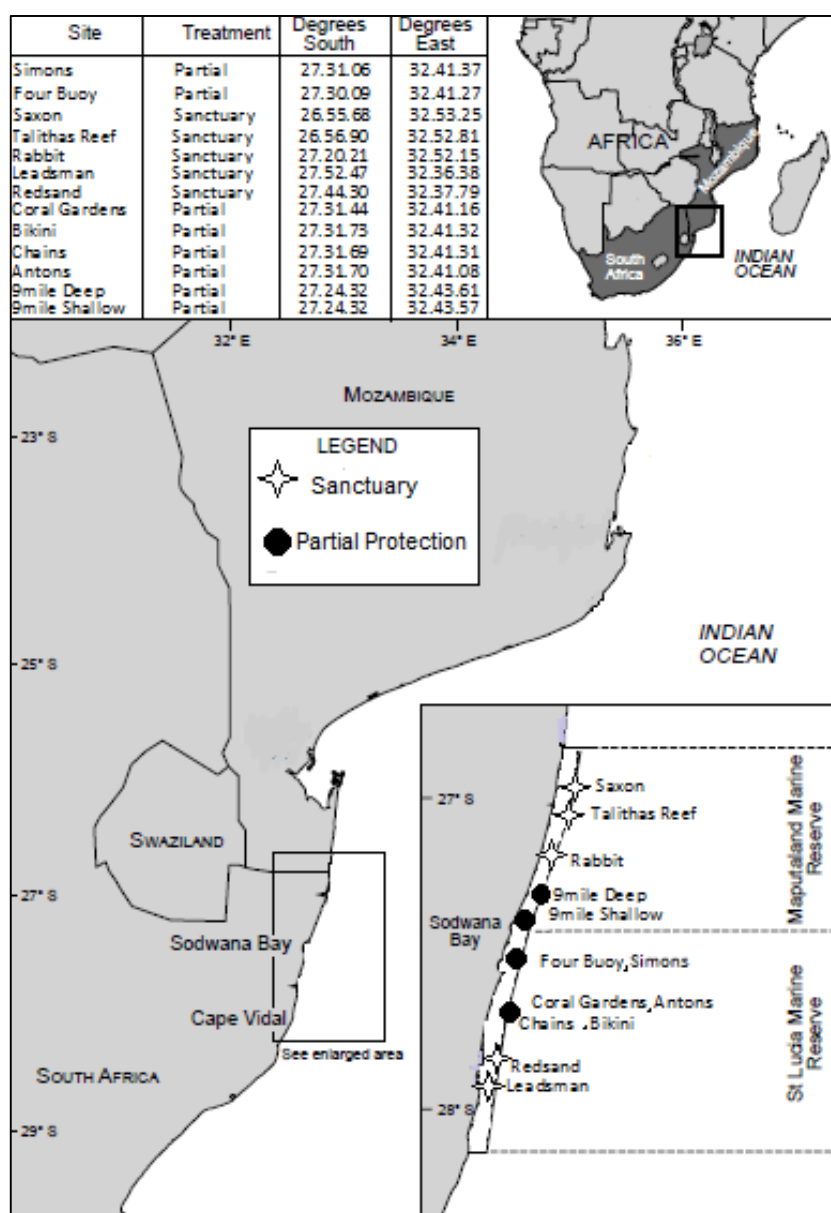 Site Treatment Degrees South Degrees East
Simons Partial 27.31.06 32.41.37
Four Buoy Partial 27.30.09 32.41.27
Saxon Sanctuary 26.55.68 32.53.25
Talithas Reef Sanctuary 26.56.90 32.52.81
Rabbit Sanctuary 27.20.21 32.52.15
Leadsman Sanctuary 27.52.47 32.36.38
Redsand Sanctuary 27.44.30 32.37.79
Coral Gardens Partial 27.31.44 32.41.16
Bikini Partial 27.31.73 32.41.32
Chains Partial 27.31.69 32.41.31
Antons Partial 27.31.70 32.41.08
9mile Deep Partial 27.24.32 32.43.61
9mile Shallow Partial 27.24.32 32.43.57
AFRICA
Mozambique
South
Africa
INDIAN
OCEAN
32° E
34° E
36° E
MOZAMBIQUE
23° S
LEGEND
Sanctuary
Partial Protection
INDIAN
OCEAN
25° S
SWAZILAND
27° S
Sodwana Bay
Cape Vidal
See enlarged area
SOUTH AFRICA
29° S
27° S
Saxon
Talithas Reef
Rabbit
9mile Deep
9mile Shallow
Sodwana
Bay
Four Buoy,Simons
Coral Gardens,Antons
Chains ,Bikini
Redsand
Leadsman
28° S
Maputaland Marine
Reserve
St Lucia Marine
Reserve